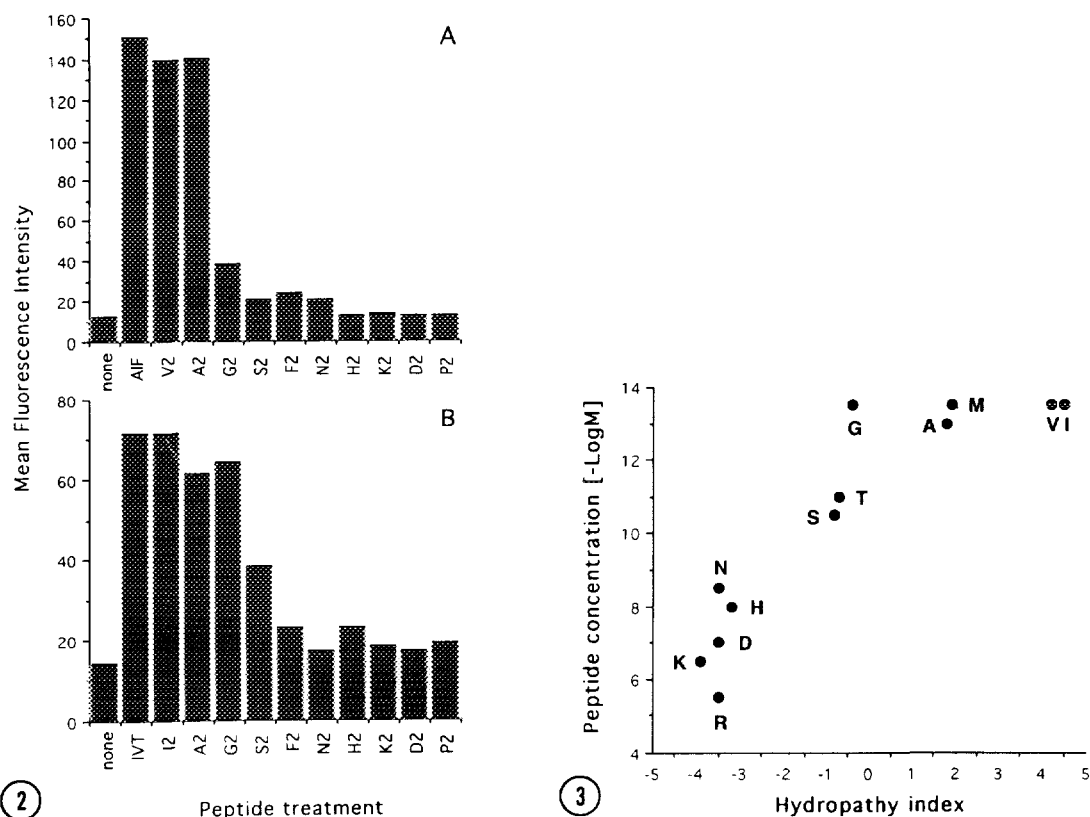 Mean Fluorescence Intensity
A
160
140
120
100
80
60
40
20
0
none AIF V2 A2 G2 S2 F2 N2 H2 K2 D2 P2
B
80
60
40
20
0
none IVT I2 A2 G2 S2 F2 N2 H2 K2 D2 P2
Peptide treatment
2
Peptide concentration [-LogM]
14
12
10
8
6
4
G
A
M
V I
S
T
N
H
D
K
R
-5 -4 -3 -2 -1 0 1 2 3 4 5
Hydropathy index
3